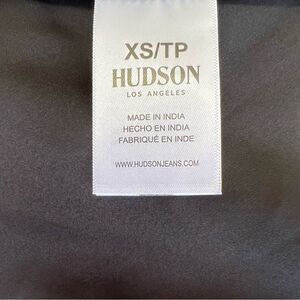 XS/TP
HUDSON
LOS ANGELES
MADE IN INDIA
HECHO EN INDIA
FABRIQUÉ EN INDE
WWW.HUDSONJEANS.COM